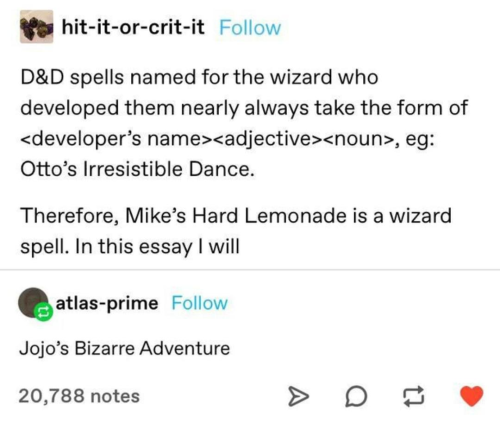 hit-it-or-crit-it Follow
D&D spells named for the wizard who
developed them nearly always take the form of
<developer's name><adjective><noun>, eg:
Otto's Irresistible Dance.
Therefore, Mike's Hard Lemonade is a wizard
spell. In this essay I will
atlas-prime Follow
Jojo's Bizarre Adventure
20,788 notes